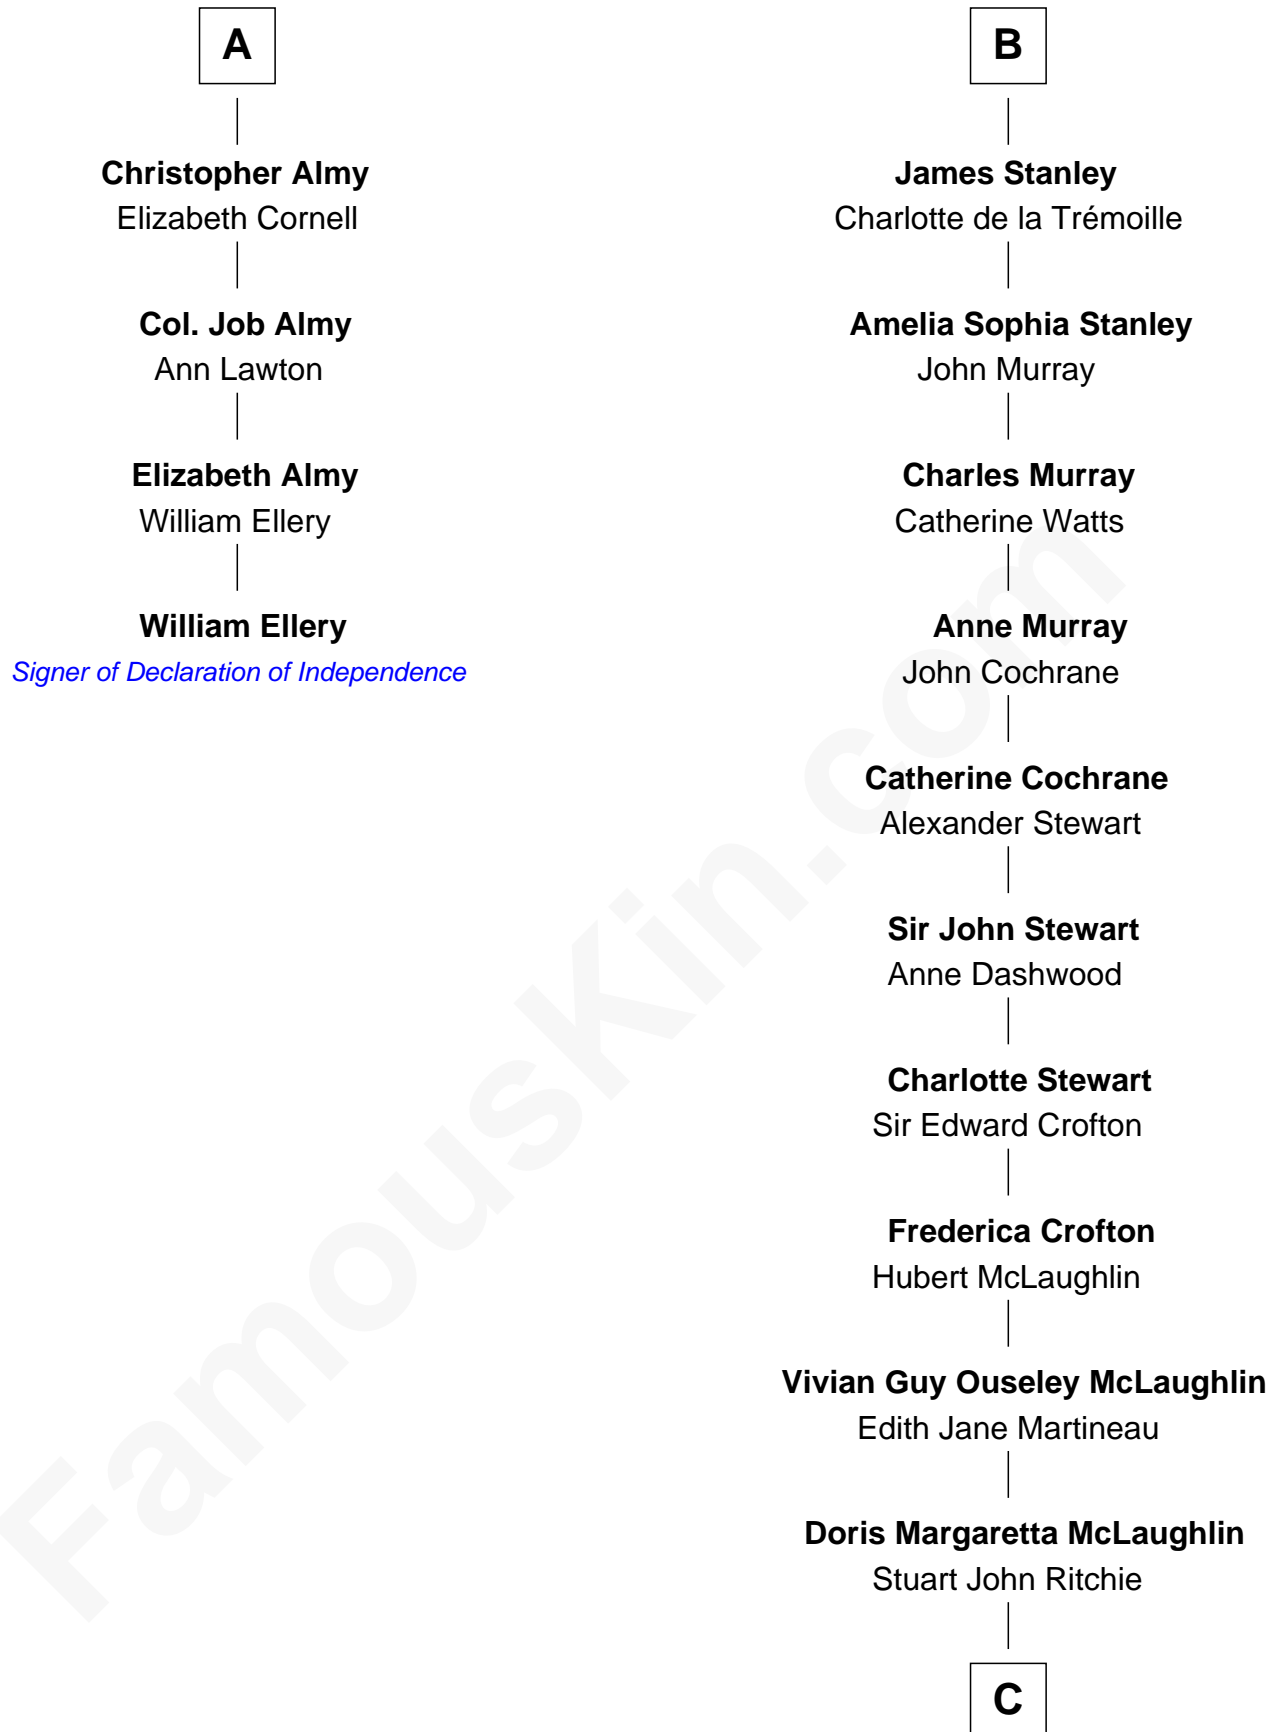 A
Christopher Almy
Elizabeth Cornell
Col. Job Almy
Ann Lawton
Elizabeth Almy
William Ellery
William Ellery
Signer of Declaration of Independence
B
James Stanley
Charlotte de la Trémoille
Amelia Sophia Stanley
John Murray
Charles Murray
Catherine Watts
Anne Murray
John Cochrane
Catherine Cochrane
Alexander Stewart
Sir John Stewart
Anne Dashwood
Charlotte Stewart
Sir Edward Crofton
Frederica Crofton
Hubert McLaughlin
Vivian Guy Ouseley McLaughlin
Edith Jane Martineau
Doris Margaretta McLaughlin
Stuart John Ritchie
C
FamousKin.com